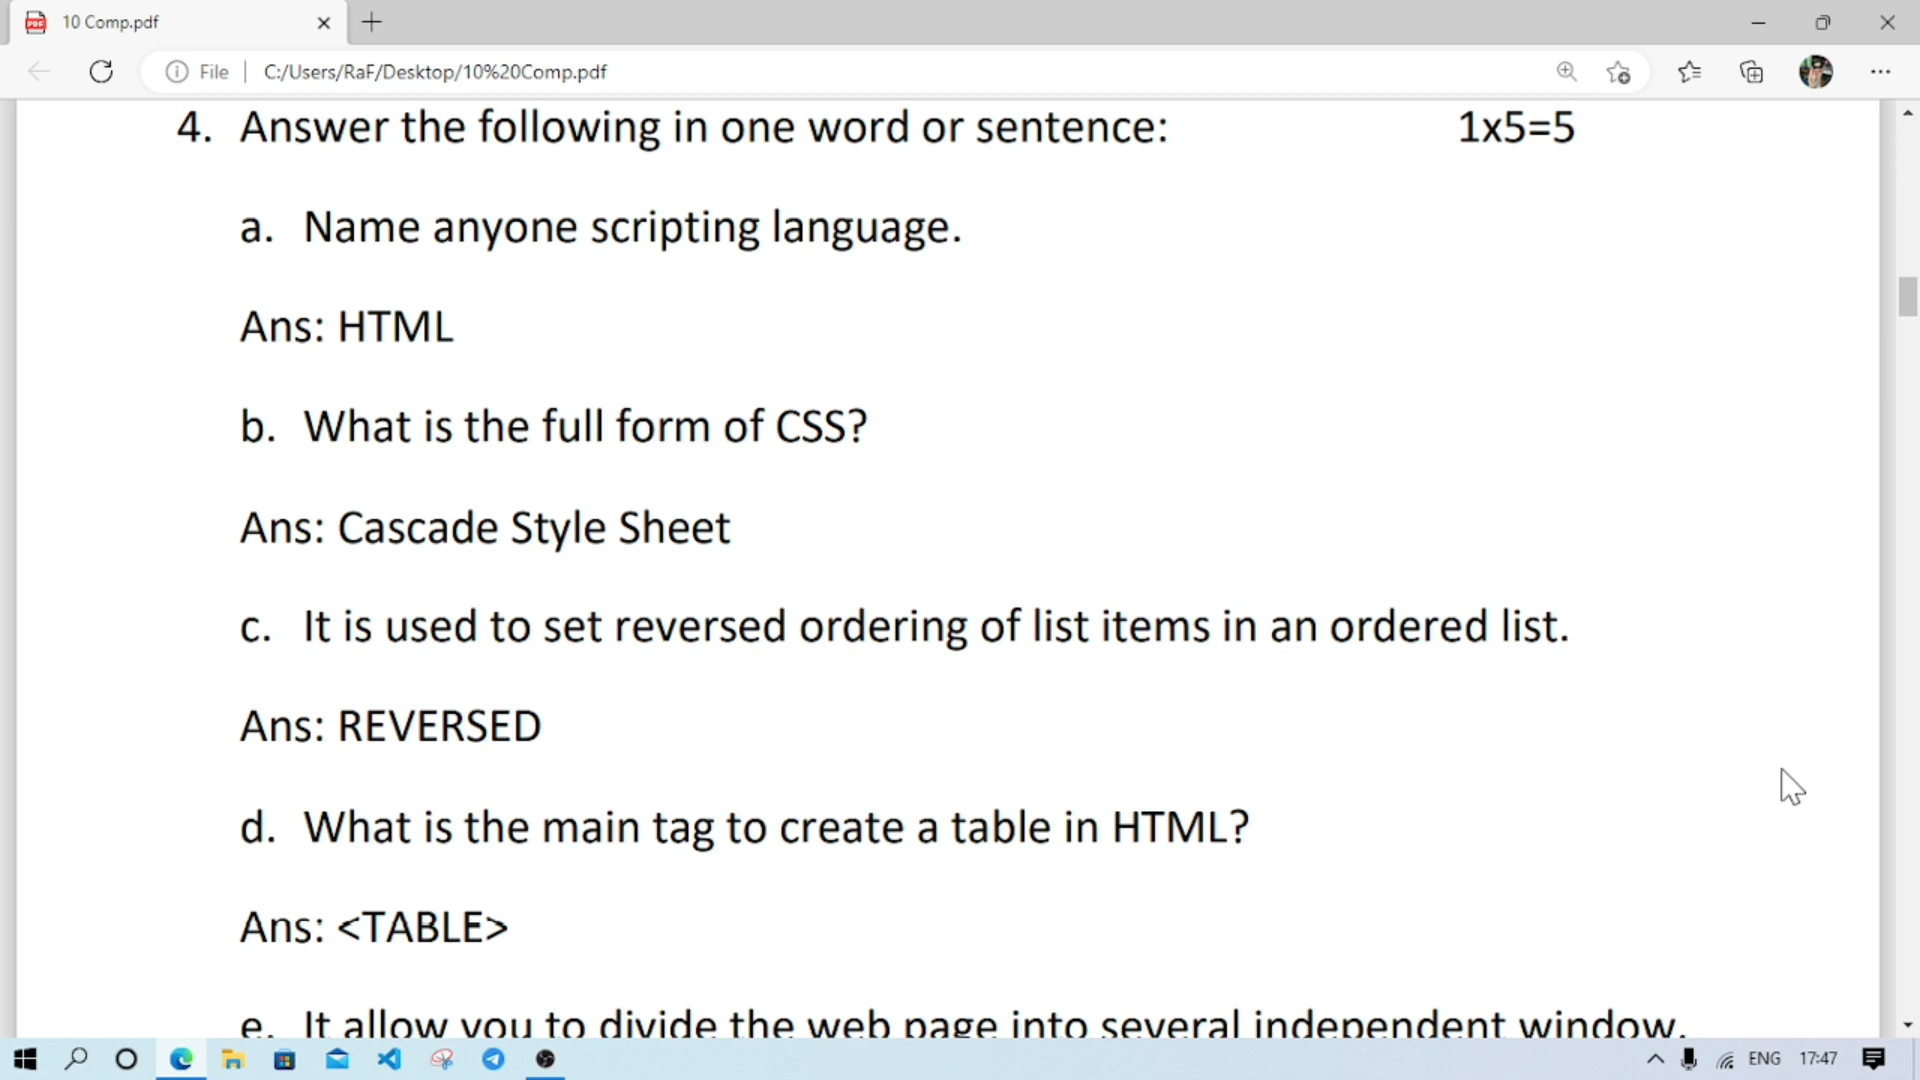 10 Comp.pdf
File
C:/Users/RaF/Desktop/10%20Comp.pdf
4. Answer the following in one word or sentence: 1x5=5
a. Name anyone scripting language.
Ans: HTML
b. What is the full form of CSS?
Ans: Cascade Style Sheet
c. It is used to set reversed ordering of list items in an ordered list.
Ans: REVERSED
d. What is the main tag to create a table in HTML?
Ans: <TABLE>
e. It allow you to divide the web page into several independent window.
ENG 17:47